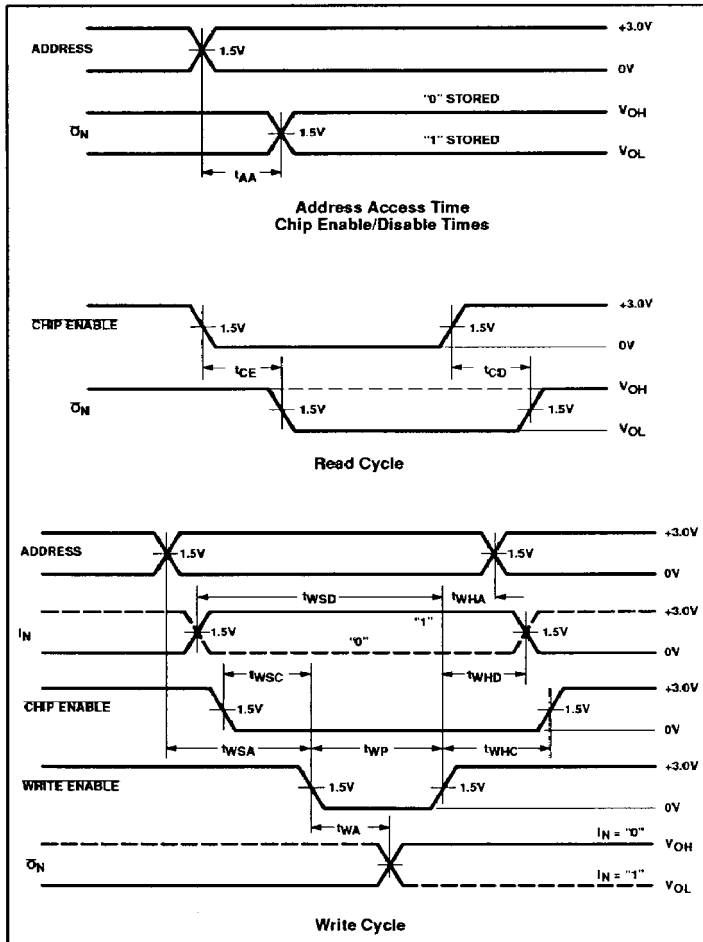 +3.0V
ADDRESS
1.5V
0V
"0" STORED
VOH
O̅N
1.5V
"1" STORED
VOL
tAA
Address Access Time
Chip Enable/Disable Times
+3.0V
CHIP ENABLE
1.5V
1.5V
0V
tCE
tCD
VOH
O̅N
1.5V
1.5V
VOL
Read Cycle
+3.0V
ADDRESS
1.5V
1.5V
0V
tWSD
tWHA
+3.0V
"1"
IN
1.5V
1.5V
"0"
0V
tWSC
tWHD
+3.0V
CHIP ENABLE
1.5V
1.5V
0V
tWSA
tWP
tWHC
+3.0V
WRITE ENABLE
1.5V
1.5V
0V
tWA
IN = "0"
VOH
O̅N
1.5V
IN = "1"
VOL
Write Cycle